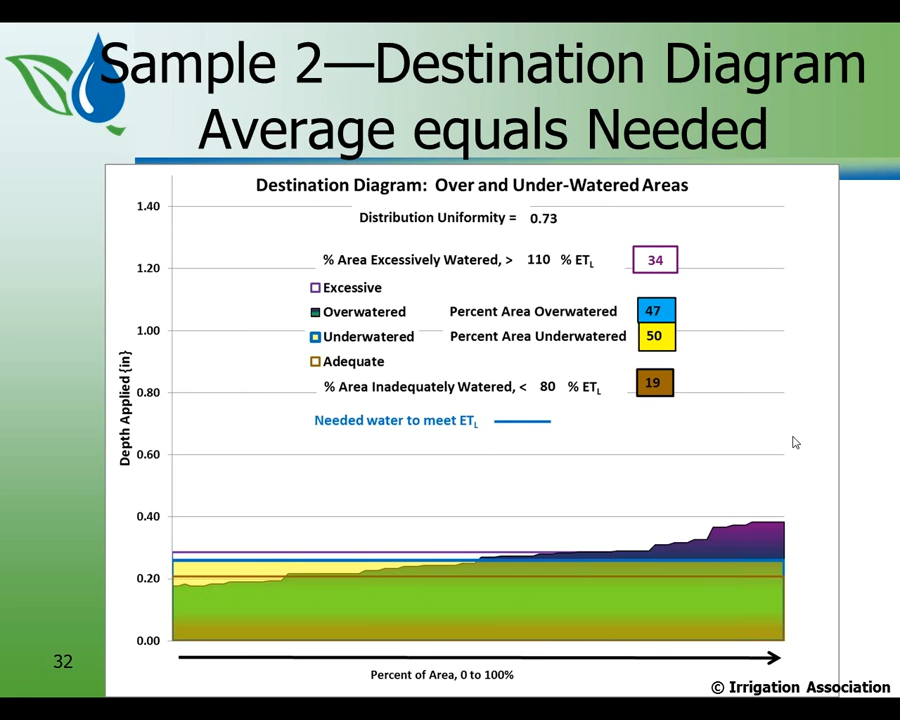 Sample 2—Destination Diagram
Average equals Needed
Destination Diagram: Over and Under-Watered Areas
Distribution Uniformity = 0.73
% Area Excessively Watered, > 110 % ETL 34
Excessive
Overwatered Percent Area Overwatered 47
Underwatered Percent Area Underwatered 50
Adequate
% Area Inadequately Watered, < 80 % ETL 19
Needed water to meet ETL
Depth Applied {in}
1.40
1.20
1.00
0.80
0.60
0.40
0.20
0.00
Percent of Area, 0 to 100%
32
© Irrigation Association